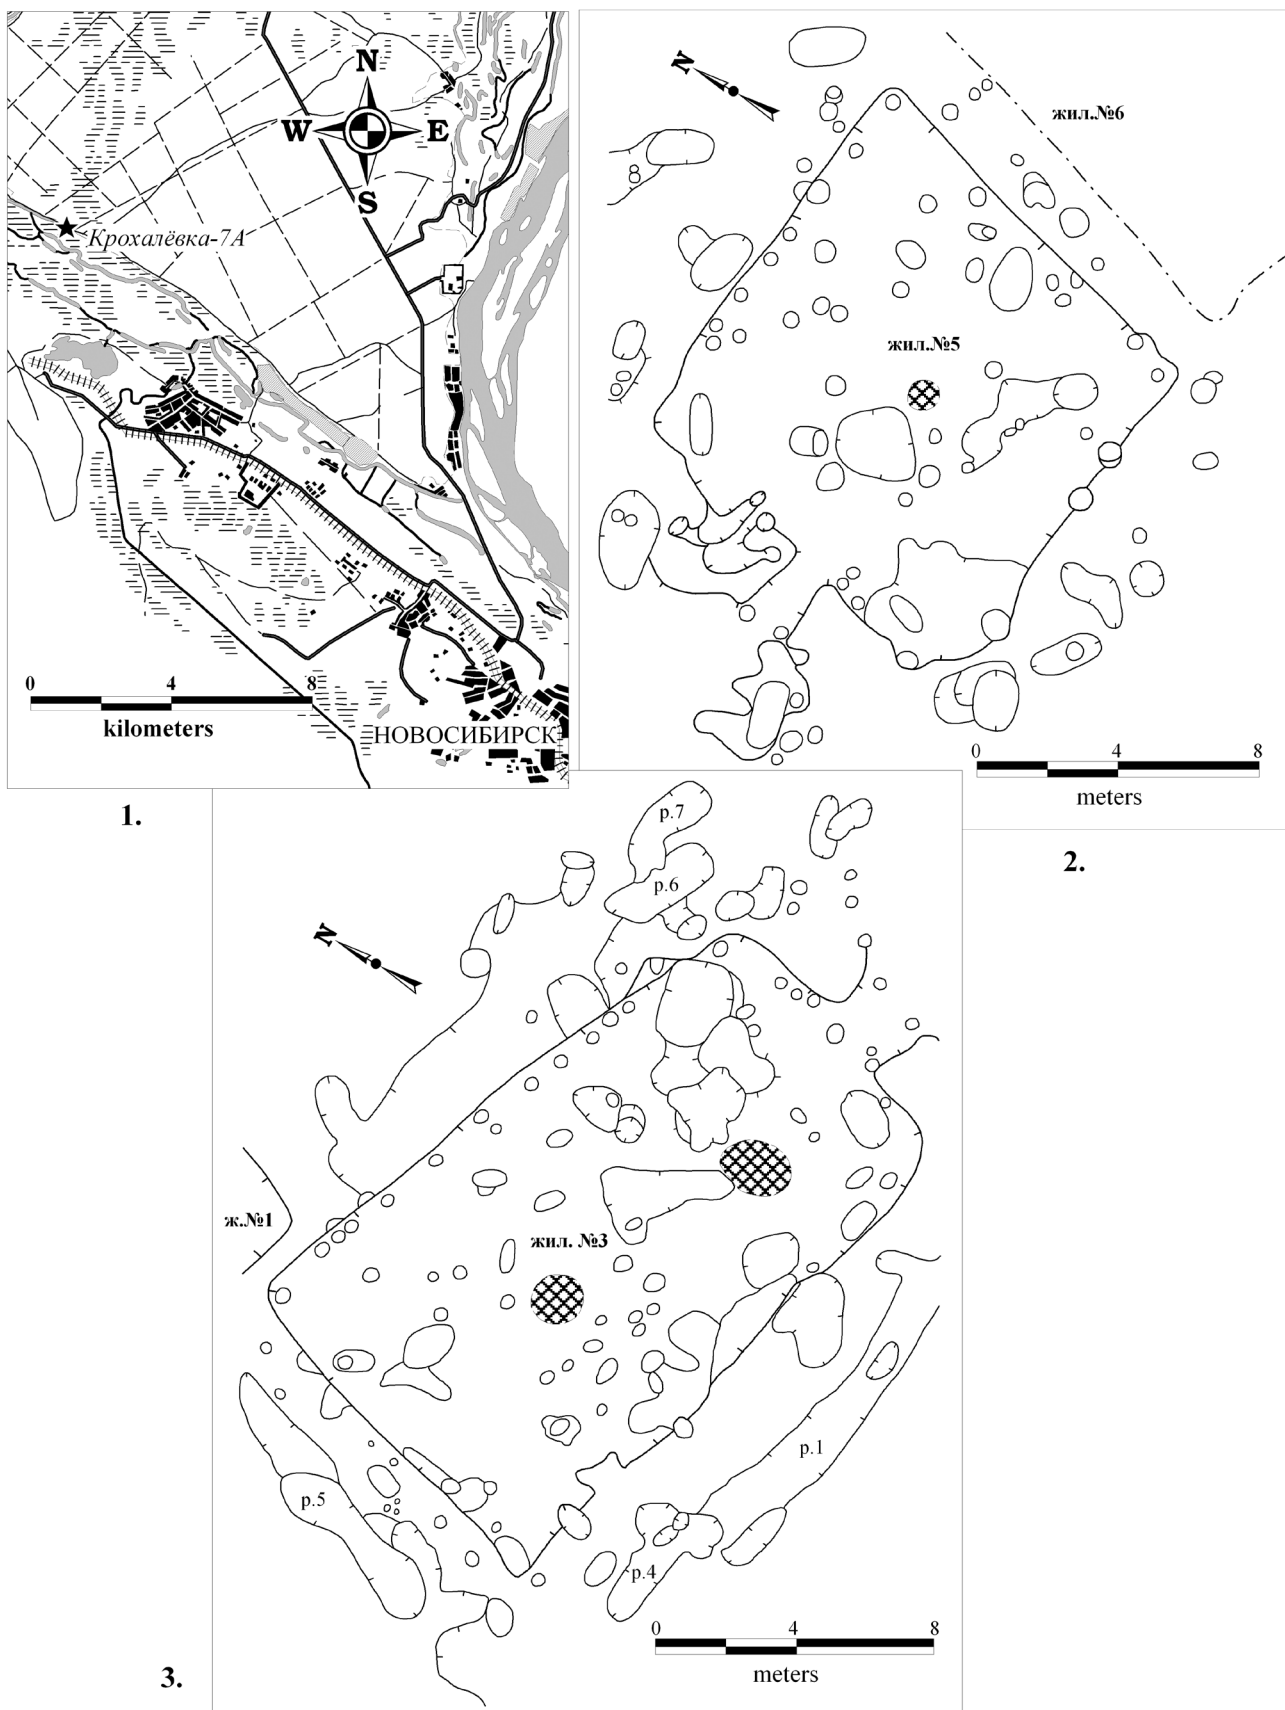 N
W E
S
Крохалёвка-7А
0 4 8
kilometers
НОВОСИБИРСК
1.
N
жил.№6
жил.№5
0 4 8
meters
2.
р.7
р.6
N
ж.№1
жил. №3
р.1
р.5
р.4
0 4 8
meters
3.